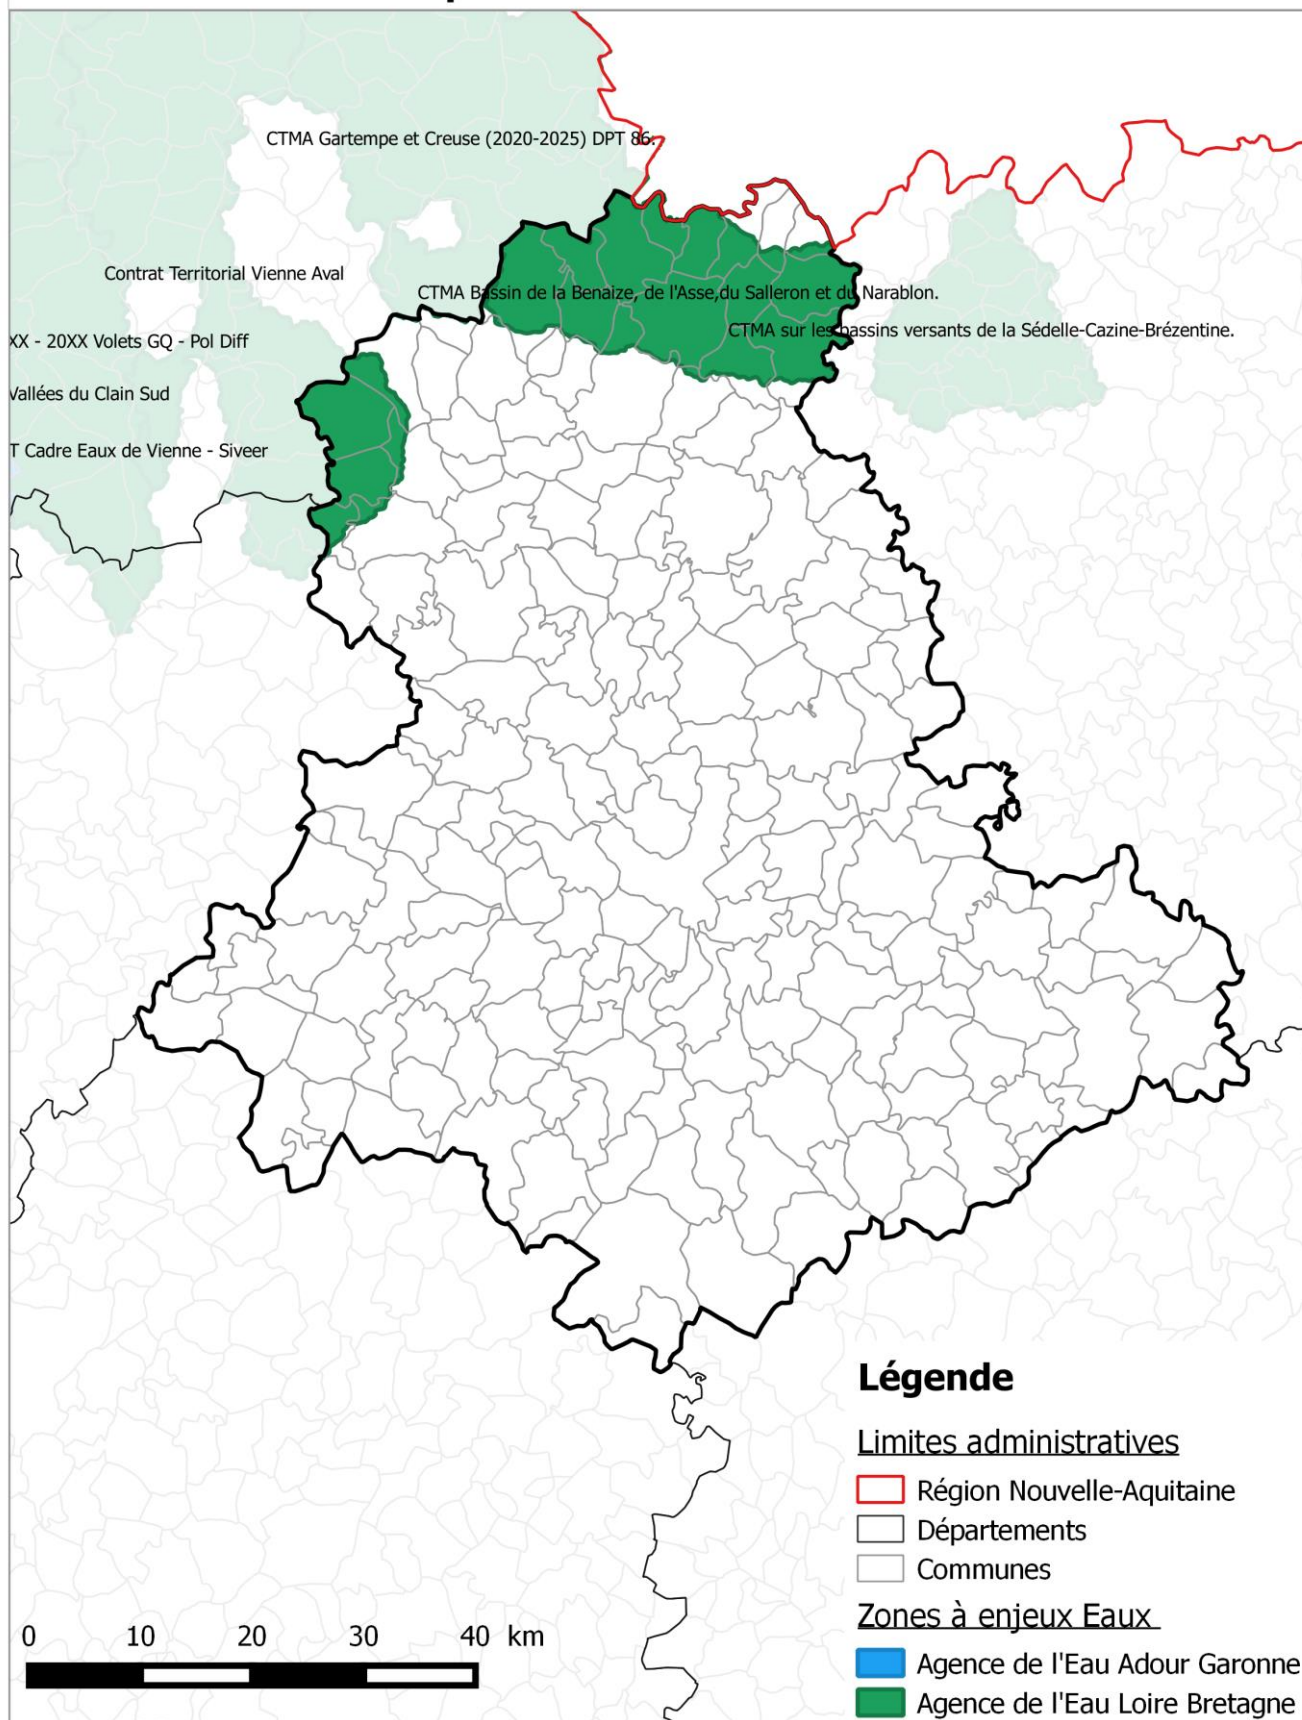 CTMA Gartempe et Creuse (2020-2025) DPT 86.
Contrat Territorial Vienne Aval
CTMA Bassin de la Benaize, de l'Asse,du Salleron et du Narablon.
CTMA sur les bassins versants de la Sédelle-Cazine-Brézentine.
XX - 20XX Volets GQ - Pol Diff
Vallées du Clain Sud
T Cadre Eaux de Vienne - Siveer
Légende
Limites administratives
Région Nouvelle-Aquitaine
Départements
Communes
Zones à enjeux Eaux
Agence de l'Eau Adour Garonne
Agence de l'Eau Loire Bretagne
0 10 20 30 40 km